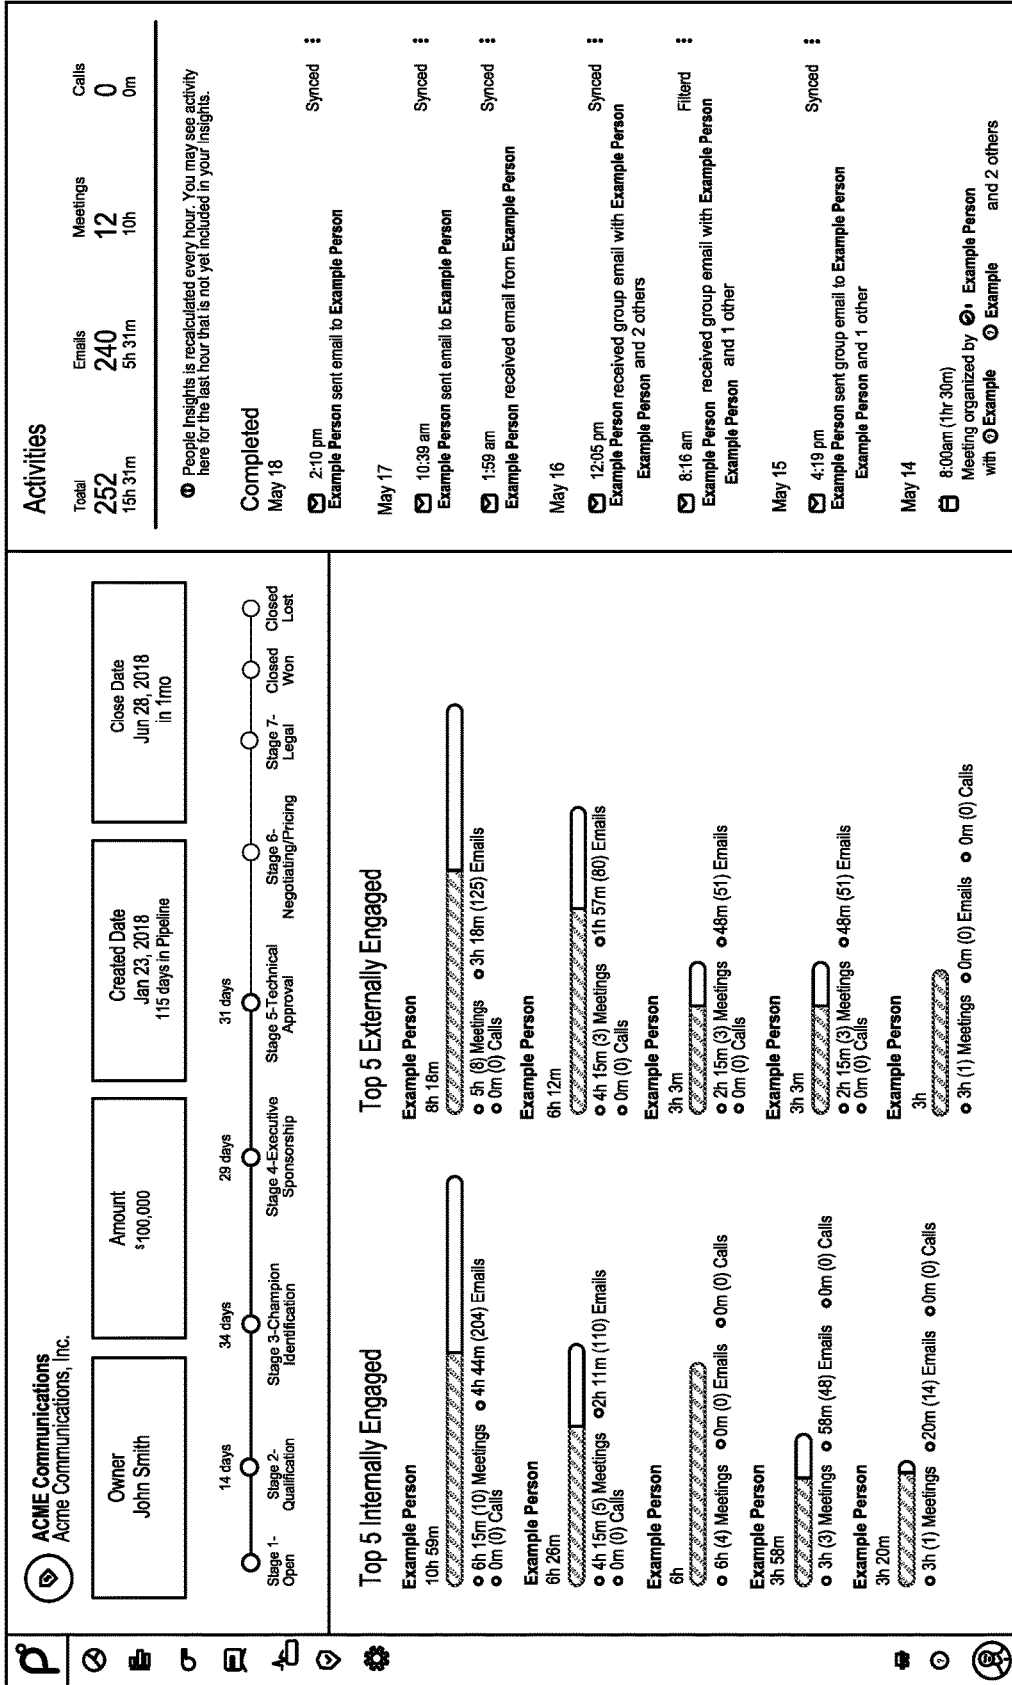 ACME Communications
Acme Communications, Inc.
Owner
John Smith
Amount
$100,000
Created Date
Jan 23, 2018
115 days in Pipeline
Close Date
Jun 28, 2018
in 1mo
14 days
34 days
29 days
31 days
Stage 1-
Open
Stage 2-
Qualification
Stage 3-Champion
Identification
Stage 4-Executive
Sponsorship
Stage 5-Technical
Approval
Stage 6-
Negotiating/Pricing
Stage 7-
Legal
Closed
Won
Closed
Lost
Top 5 Internally Engaged
Example Person
10h 59m
6h 15m (10) Meetings 4h 44m (204) Emails
0m (0) Calls
Example Person
6h 26m
4h 15m (5) Meetings 2h 11m (110) Emails
0m (0) Calls
Example Person
6h
6h (4) Meetings 0m (0) Emails 0m (0) Calls
Example Person
3h 58m
3h (3) Meetings 58m (48) Emails 0m (0) Calls
Example Person
3h 20m
3h (1) Meetings 20m (14) Emails 0m (0) Calls
Top 5 Externally Engaged
Example Person
8h 18m
5h (8) Meetings 3h 18m (125) Emails
0m (0) Calls
Example Person
6h 12m
4h 15m (3) Meetings 1h 57m (80) Emails
0m (0) Calls
Example Person
3h 3m
2h 15m (3) Meetings 48m (51) Emails
0m (0) Calls
Example Person
3h 3m
2h 15m (3) Meetings 48m (51) Emails
0m (0) Calls
Example Person
3h
3h (1) Meetings 0m (0) Emails 0m (0) Calls
Activities
Toatal
252
15h 31m
Emails
240
5h 31m
Meetings
12
10h
Calls
0
0m
People Insights is recalculated every hour. You may see activity
here for the last hour that is not yet included in your Insights.
Completed
May 18
2:10 pm Synced
Example Person sent email to Example Person
May 17
10:39 am Synced
Example Person sent email to Example Person
1:59 am Synced
Example Person received email from Example Person
May 16
12:05 pm Synced
Example Person received group email with Example Person
Example Person and 2 others
8:16 am Filterd
Example Person received group email with Example Person
Example Person and 1 other
May 15
4:19 pm Synced
Example Person sent group email to Example Person
Example Person and 1 other
May 14
8:00am (1hr 30m)
Meeting organized by Example Person
with Example Example and 2 others